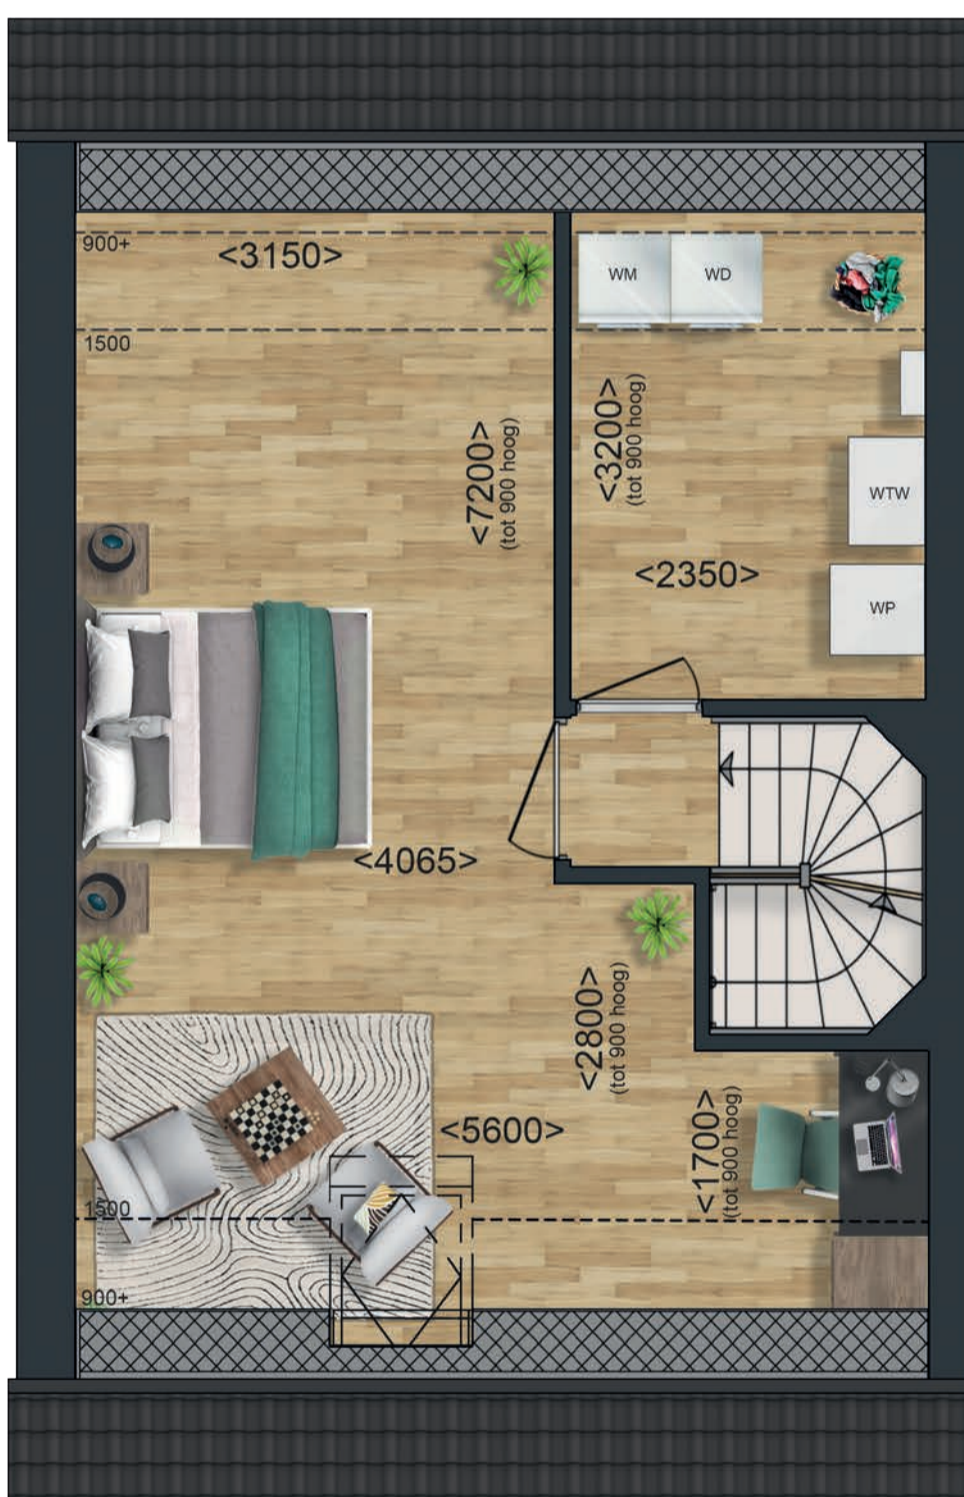 900+
<3150>
WM
WD
1500
<3200>
(tot 900 hoog)
<7200>
(tot 900 hoog)
WTW
<2350>
WP
<4065>
<2800>
(tot 900 hoog)
<5600>
<1700>
(tot 900 hoog)
1500
900+